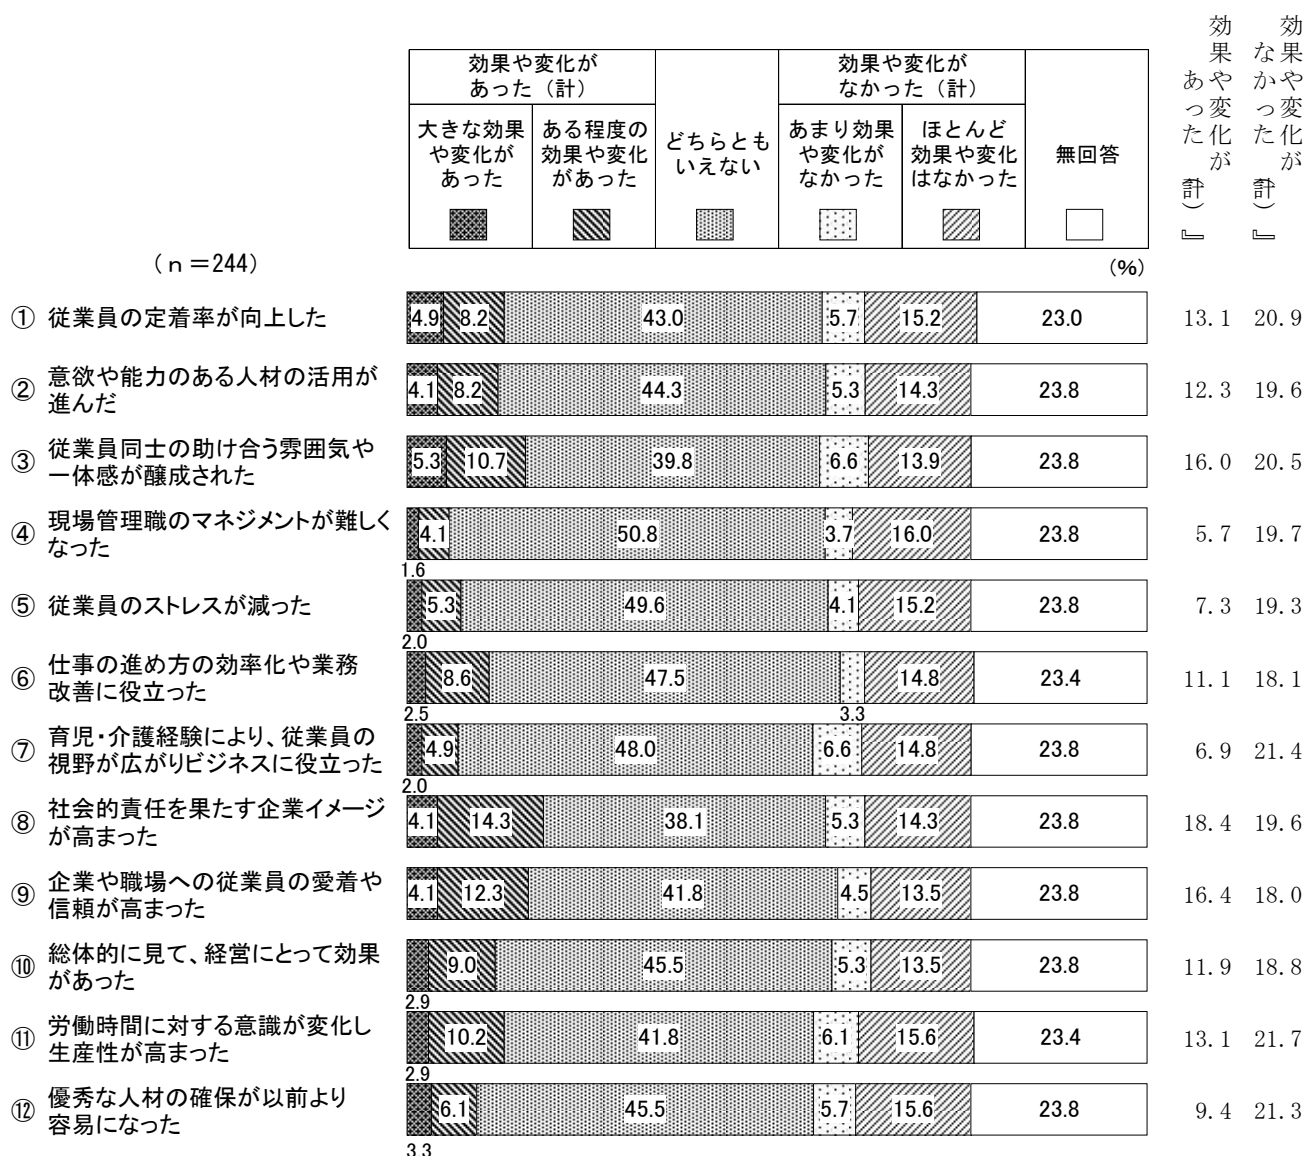 効果や変化が
あった（計）
効果や変化が
なかった（計）
大きな効果
や変化が
あった
ある程度の
効果や変化
があった
どちらとも
いえない
あまり効果
や変化が
なかった
ほとんど
効果や変化
はなかった
無回答
効果や変化が
あった（計）』
効果や変化が
なかった（計）』
（ｎ＝244）
(%)
① 従業員の定着率が向上した 4.9 8.2 43.0 5.7 15.2 23.0 13.1 20.9
② 意欲や能力のある人材の活用が
進んだ
4.1 8.2 44.3 5.3 14.3 23.8 12.3 19.6
③ 従業員同士の助け合う雰囲気や
一体感が醸成された
5.3 10.7 39.8 6.6 13.9 23.8 16.0 20.5
④ 現場管理職のマネジメントが難しく
なった
4.1 50.8 3.7 16.0 23.8 5.7 19.7
1.6
⑤ 従業員のストレスが減った 5.3 49.6 4.1 15.2 23.8 7.3 19.3
2.0
⑥ 仕事の進め方の効率化や業務
改善に役立った
8.6 47.5 14.8 23.4 11.1 18.1
2.5 3.3
⑦ 育児・介護経験により、従業員の
視野が広がりビジネスに役立った
4.9 48.0 6.6 14.8 23.8 6.9 21.4
2.0
⑧ 社会的責任を果たす企業イメージ
が高まった
4.1 14.3 38.1 5.3 14.3 23.8 18.4 19.6
⑨ 企業や職場への従業員の愛着や
信頼が高まった
4.1 12.3 41.8 4.5 13.5 23.8 16.4 18.0
⑩ 総体的に見て、経営にとって効果
があった
9.0 45.5 5.3 13.5 23.8 11.9 18.8
2.9
⑪ 労働時間に対する意識が変化し
生産性が高まった
10.2 41.8 6.1 15.6 23.4 13.1 21.7
2.9
⑫ 優秀な人材の確保が以前より
容易になった
6.1 45.5 5.7 15.6 23.8 9.4 21.3
3.3